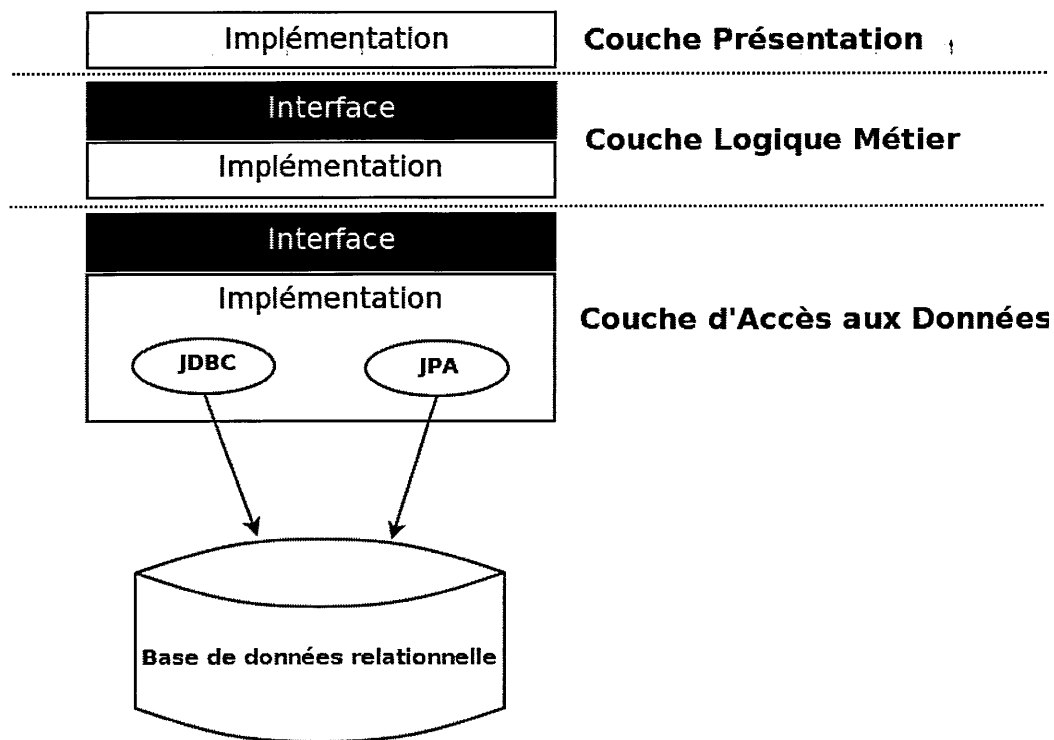 Implémentation
Couche Présentation
Interface
Couche Logique Métier
Implémentation
Interface
Implémentation
Couche d'Accès aux Données
JDBC
JPA
Base de données relationnelle